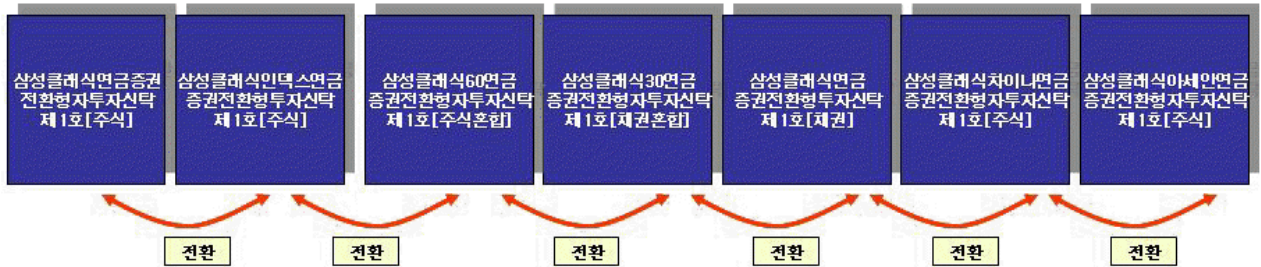 삼성클래식연금증권
전환형자투자신탁
제1호[주식]
삼성클래식인덱스연금
증권전환형투자신탁
제1호[주식]
삼성클래식60연금
증권전환형자투자신탁
제1호[주식혼합]
삼성클래식30연금
증권전환형자투자신탁
제1호[채권혼합]
삼성클래식연금
증권전환형자투자신탁
제1호[채권]
삼성클래식차이나연금
증권전환형자투자신탁
제1호[주식]
삼성클래식아세안연금
증권전환형자투자신탁
제1호[주식]
전환
전환
전환
전환
전환
전환